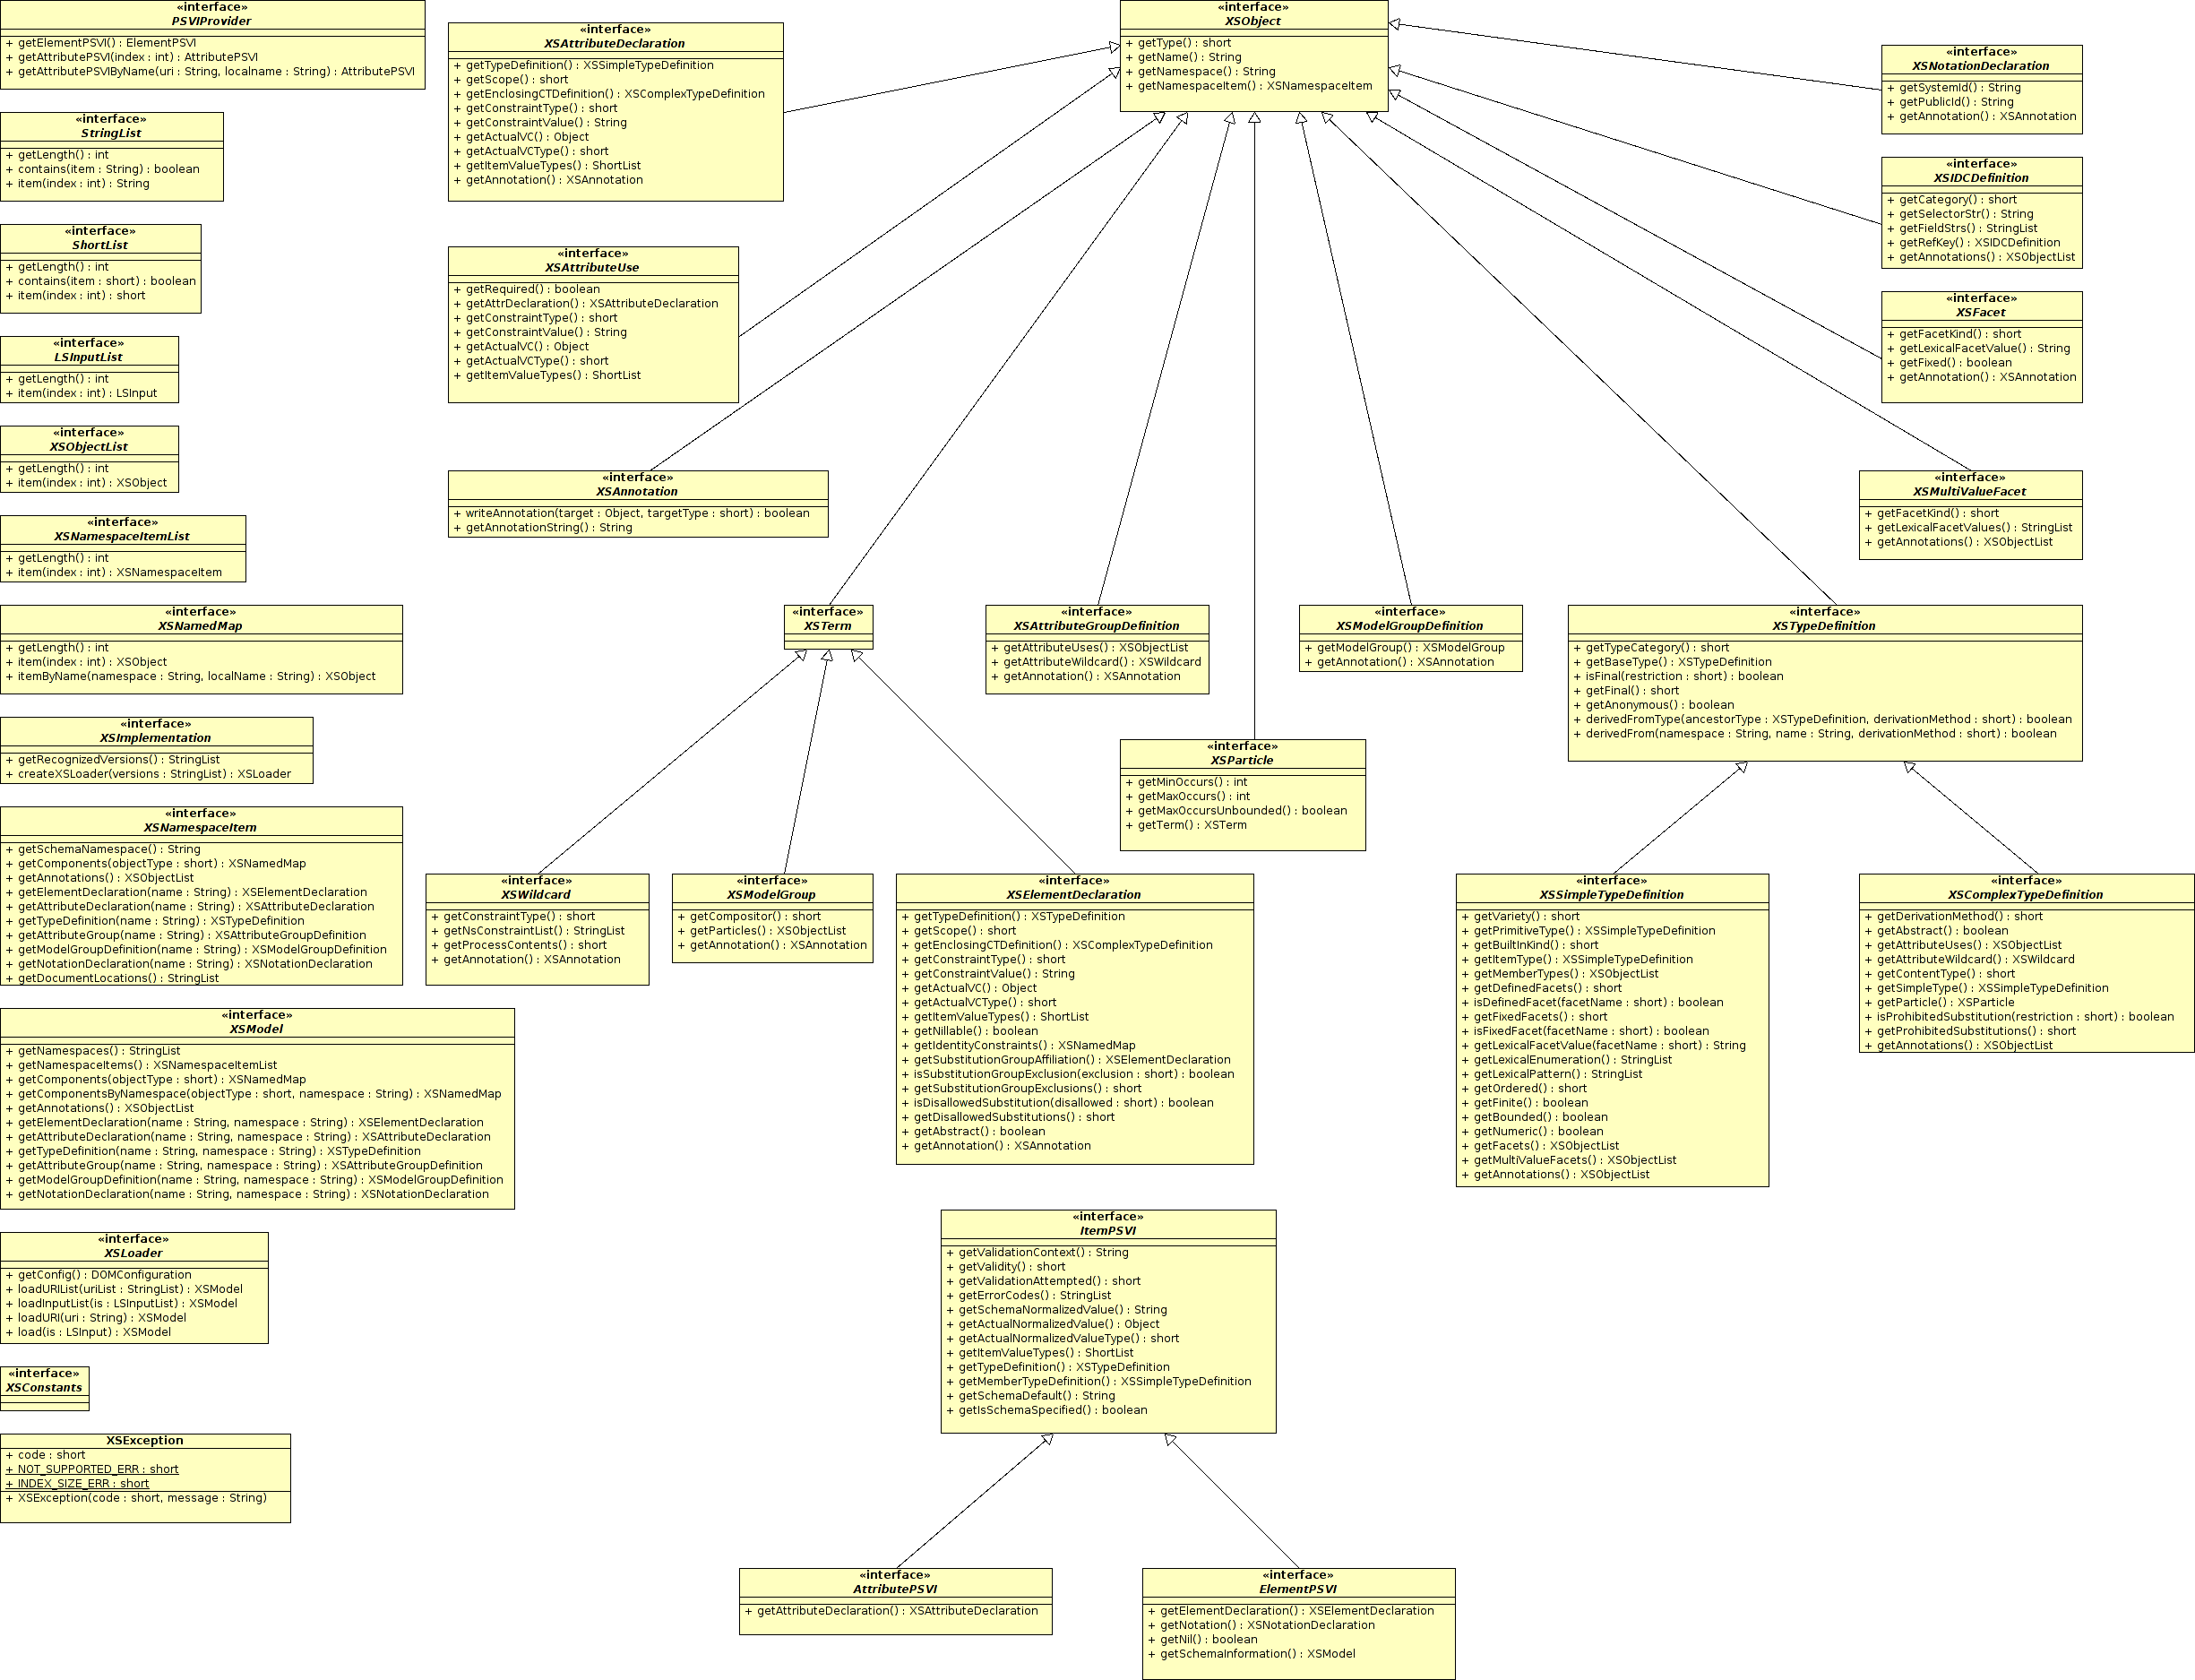 «interface»
PSVIProvider
+ getElementPSVI() : ElementPSVI
+ getAttributePSVI(index : int) : AttributePSVI
+ getAttributePSVIByName(uri : String, localname : String) : AttributePSVI
«interface»
StringList
+ getLength() : int
+ contains(item : String) : boolean
+ item(index : int) : String
«interface»
ShortList
+ getLength() : int
+ contains(item : short) : boolean
+ item(index : int) : short
«interface»
LSInputList
+ getLength() : int
+ item(index : int) : LSInput
«interface»
XSObjectList
+ getLength() : int
+ item(index : int) : XSObject
«interface»
XSNamespaceItemList
+ getLength() : int
+ item(index : int) : XSNamespaceItem
«interface»
XSNamedMap
+ getLength() : int
+ item(index : int) : XSObject
+ itemByName(namespace : String, localName : String) : XSObject
«interface»
XSImplementation
+ getRecognizedVersions() : StringList
+ createXSLoader(versions : StringList) : XSLoader
«interface»
XSNamespaceItem
+ getSchemaNamespace() : String
+ getComponents(objectType : short) : XSNamedMap
+ getAnnotations() : XSObjectList
+ getElementDeclaration(name : String) : XSElementDeclaration
+ getAttributeDeclaration(name : String) : XSAttributeDeclaration
+ getTypeDefinition(name : String) : XSTypeDefinition
+ getAttributeGroup(name : String) : XSAttributeGroupDefinition
+ getModelGroupDefinition(name : String) : XSModelGroupDefinition
+ getNotationDeclaration(name : String) : XSNotationDeclaration
+ getDocumentLocations() : StringList
«interface»
XSModel
+ getNamespaces() : StringList
+ getNamespaceItems() : XSNamespaceItemList
+ getComponents(objectType : short) : XSNamedMap
+ getComponentsByNamespace(objectType : short, namespace : String) : XSNamedMap
+ getAnnotations() : XSObjectList
+ getElementDeclaration(name : String, namespace : String) : XSElementDeclaration
+ getAttributeDeclaration(name : String, namespace : String) : XSAttributeDeclaration
+ getTypeDefinition(name : String, namespace : String) : XSTypeDefinition
+ getAttributeGroup(name : String, namespace : String) : XSAttributeGroupDefinition
+ getModelGroupDefinition(name : String, namespace : String) : XSModelGroupDefinition
+ getNotationDeclaration(name : String, namespace : String) : XSNotationDeclaration
«interface»
XSLoader
+ getConfig() : DOMConfiguration
+ loadURIList(uriList : StringList) : XSModel
+ loadInputList(is : LSInputList) : XSModel
+ loadURI(uri : String) : XSModel
+ load(is : LSInput) : XSModel
«interface»
XSConstants
XSException
+ code : short
+ NOT_SUPPORTED_ERR : short
+ INDEX_SIZE_ERR : short
+ XSException(code : short, message : String)
«interface»
XSAttributeDeclaration
+ getTypeDefinition() : XSSimpleTypeDefinition
+ getScope() : short
+ getEnclosingCTDefinition() : XSComplexTypeDefinition
+ getConstraintType() : short
+ getConstraintValue() : String
+ getActualVC() : Object
+ getActualVCType() : short
+ getItemValueTypes() : ShortList
+ getAnnotation() : XSAnnotation
«interface»
XSAttributeUse
+ getRequired() : boolean
+ getAttrDeclaration() : XSAttributeDeclaration
+ getConstraintType() : short
+ getConstraintValue() : String
+ getActualVC() : Object
+ getActualVCType() : short
+ getItemValueTypes() : ShortList
«interface»
XSAnnotation
+ writeAnnotation(target : Object, targetType : short) : boolean
+ getAnnotationString() : String
«interface»
XSObject
+ getType() : short
+ getName() : String
+ getNamespace() : String
+ getNamespaceItem() : XSNamespaceItem
«interface»
XSNotationDeclaration
+ getSystemId() : String
+ getPublicId() : String
+ getAnnotation() : XSAnnotation
«interface»
XSIDCDefinition
+ getCategory() : short
+ getSelectorStr() : String
+ getFieldStrs() : StringList
+ getRefKey() : XSIDCDefinition
+ getAnnotations() : XSObjectList
«interface»
XSFacet
+ getFacetKind() : short
+ getLexicalFacetValue() : String
+ getFixed() : boolean
+ getAnnotation() : XSAnnotation
«interface»
XSMultiValueFacet
+ getFacetKind() : short
+ getLexicalFacetValues() : StringList
+ getAnnotations() : XSObjectList
«interface»
XSTerm
«interface»
XSAttributeGroupDefinition
+ getAttributeUses() : XSObjectList
+ getAttributeWildcard() : XSWildcard
+ getAnnotation() : XSAnnotation
«interface»
XSModelGroupDefinition
+ getModelGroup() : XSModelGroup
+ getAnnotation() : XSAnnotation
«interface»
XSTypeDefinition
+ getTypeCategory() : short
+ getBaseType() : XSTypeDefinition
+ isFinal(restriction : short) : boolean
+ getFinal() : short
+ getAnonymous() : boolean
+ derivedFromType(ancestorType : XSTypeDefinition, derivationMethod : short) : boolean
+ derivedFrom(namespace : String, name : String, derivationMethod : short) : boolean
«interface»
XSParticle
+ getMinOccurs() : int
+ getMaxOccurs() : int
+ getMaxOccursUnbounded() : boolean
+ getTerm() : XSTerm
«interface»
XSWildcard
+ getConstraintType() : short
+ getNsConstraintList() : StringList
+ getProcessContents() : short
+ getAnnotation() : XSAnnotation
«interface»
XSModelGroup
+ getCompositor() : short
+ getParticles() : XSObjectList
+ getAnnotation() : XSAnnotation
«interface»
XSElementDeclaration
+ getTypeDefinition() : XSTypeDefinition
+ getScope() : short
+ getEnclosingCTDefinition() : XSComplexTypeDefinition
+ getConstraintType() : short
+ getConstraintValue() : String
+ getActualVC() : Object
+ getActualVCType() : short
+ getItemValueTypes() : ShortList
+ getNillable() : boolean
+ getIdentityConstraints() : XSNamedMap
+ getSubstitutionGroupAffiliation() : XSElementDeclaration
+ isSubstitutionGroupExclusion(exclusion : short) : boolean
+ getSubstitutionGroupExclusions() : short
+ isDisallowedSubstitution(disallowed : short) : boolean
+ getDisallowedSubstitutions() : short
+ getAbstract() : boolean
+ getAnnotation() : XSAnnotation
«interface»
XSSimpleTypeDefinition
+ getVariety() : short
+ getPrimitiveType() : XSSimpleTypeDefinition
+ getBuiltInKind() : short
+ getItemType() : XSSimpleTypeDefinition
+ getMemberTypes() : XSObjectList
+ getDefinedFacets() : short
+ isDefinedFacet(facetName : short) : boolean
+ getFixedFacets() : short
+ isFixedFacet(facetName : short) : boolean
+ getLexicalFacetValue(facetName : short) : String
+ getLexicalEnumeration() : StringList
+ getLexicalPattern() : StringList
+ getOrdered() : short
+ getFinite() : boolean
+ getBounded() : boolean
+ getNumeric() : boolean
+ getFacets() : XSObjectList
+ getMultiValueFacets() : XSObjectList
+ getAnnotations() : XSObjectList
«interface»
XSComplexTypeDefinition
+ getDerivationMethod() : short
+ getAbstract() : boolean
+ getAttributeUses() : XSObjectList
+ getAttributeWildcard() : XSWildcard
+ getContentType() : short
+ getSimpleType() : XSSimpleTypeDefinition
+ getParticle() : XSParticle
+ isProhibitedSubstitution(restriction : short) : boolean
+ getProhibitedSubstitutions() : short
+ getAnnotations() : XSObjectList
«interface»
ItemPSVI
+ getValidationContext() : String
+ getValidity() : short
+ getValidationAttempted() : short
+ getErrorCodes() : StringList
+ getSchemaNormalizedValue() : String
+ getActualNormalizedValue() : Object
+ getActualNormalizedValueType() : short
+ getItemValueTypes() : ShortList
+ getTypeDefinition() : XSTypeDefinition
+ getMemberTypeDefinition() : XSSimpleTypeDefinition
+ getSchemaDefault() : String
+ getIsSchemaSpecified() : boolean
«interface»
AttributePSVI
+ getAttributeDeclaration() : XSAttributeDeclaration
«interface»
ElementPSVI
+ getElementDeclaration() : XSElementDeclaration
+ getNotation() : XSNotationDeclaration
+ getNil() : boolean
+ getSchemaInformation() : XSModel